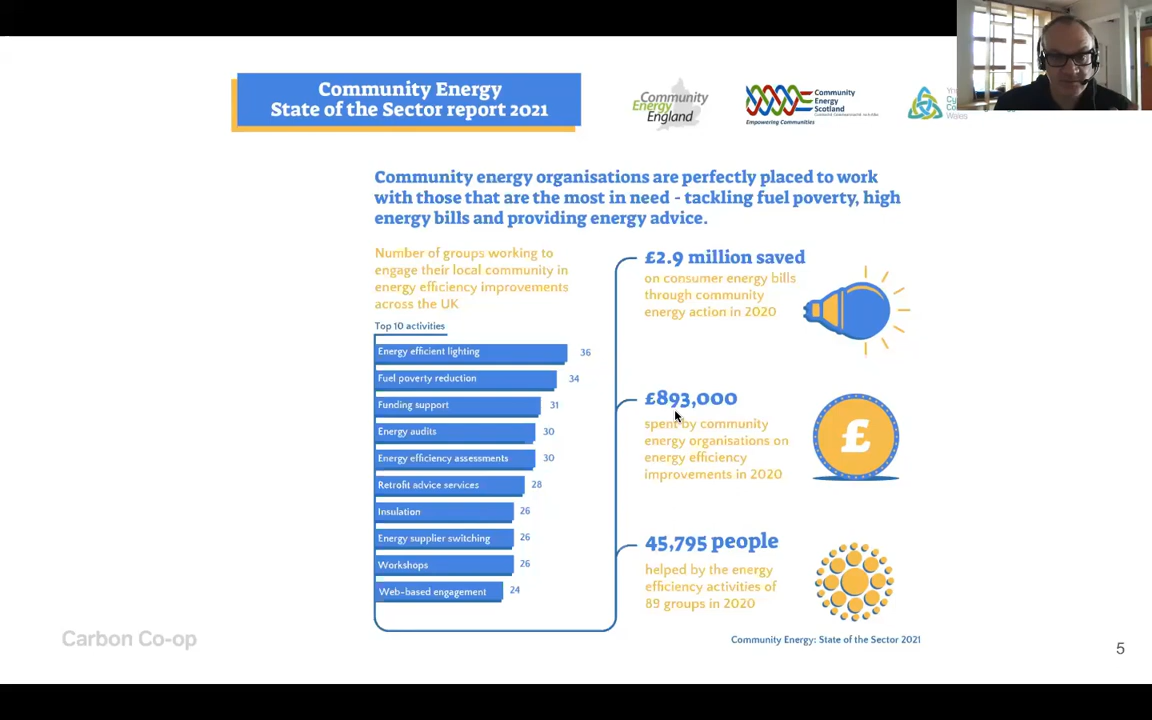 Community Energy
State of the Sector report 2021
Community
Energy
England
Community
Energy
Scotland
Empowering Communities
Wales
Community energy organisations are perfectly placed to work
with those that are the most in need - tackling fuel poverty, high
energy bills and providing energy advice.
Number of groups working to
engage their local community in
energy efficiency improvements
across the UK
Top 10 activities
Energy efficient lighting 36
Fuel poverty reduction 34
Funding support 31
Energy audits 30
Energy efficiency assessments 30
Retrofit advice services 28
Insulation 26
Energy supplier switching 26
Workshops 26
Web-based engagement 24
£2.9 million saved
on consumer energy bills
through community
energy action in 2020
£893,000
spent by community
energy organisations on
energy efficiency
improvements in 2020
£
45,795 people
helped by the energy
efficiency activities of
89 groups in 2020
Community Energy: State of the Sector 2021
Carbon Co-op
5